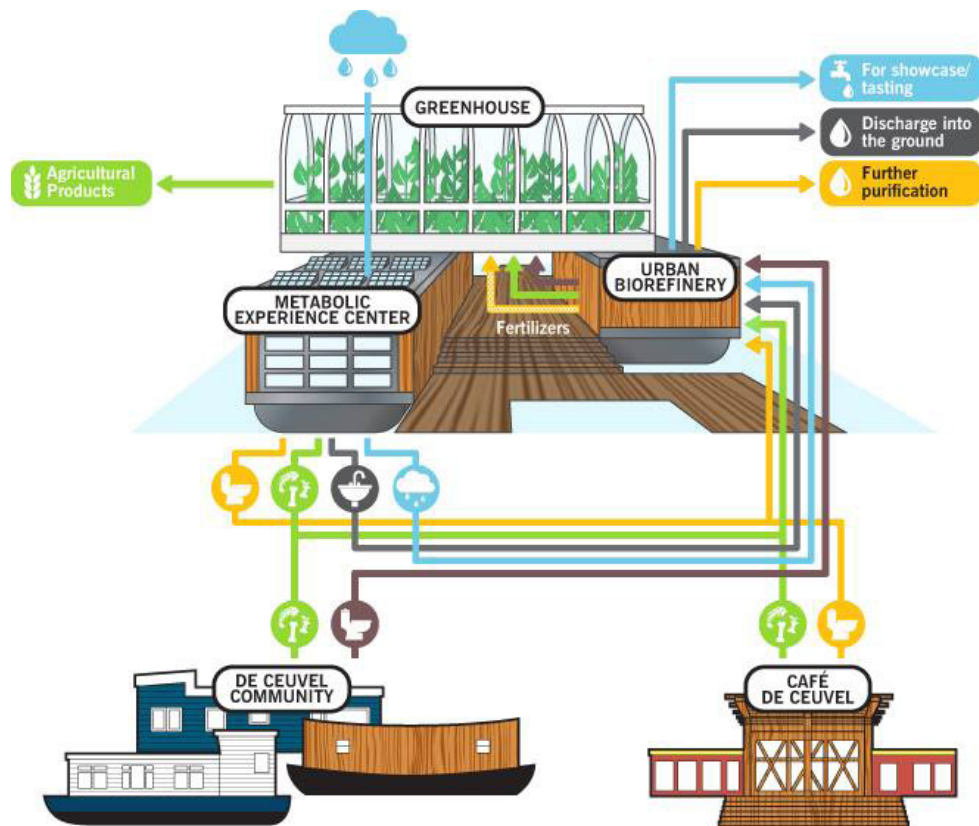 GREENHOUSE
For showcase/
tasting
Discharge into
the ground
Further
purification
Agricultural
Products
METABOLIC
EXPERIENCE CENTER
URBAN
BIOREFINERY
Fertilizers
DE CEUVEL
COMMUNITY
CAFÉ
DE CEUVEL